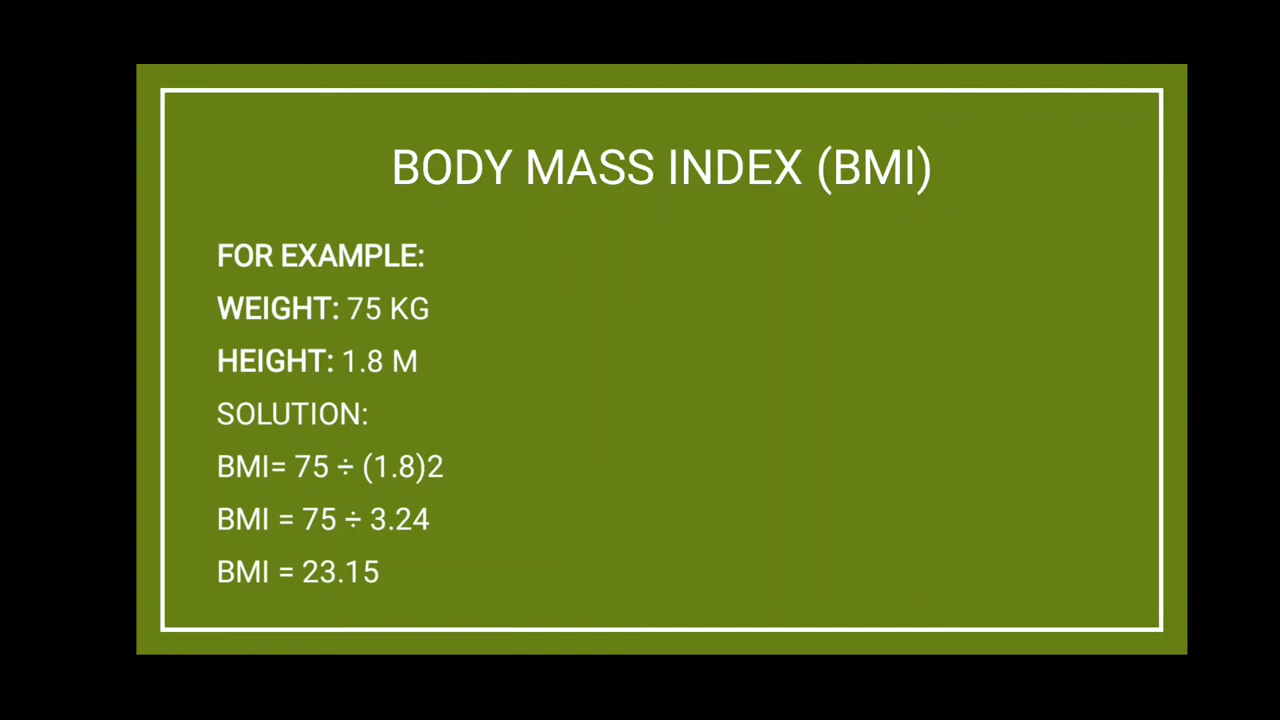 BODY MASS INDEX (BMI)
FOR EXAMPLE:
WEIGHT: 75 KG
HEIGHT: 1.8 M
SOLUTION:
BMI= 75 ÷ (1.8)2
BMI = 75 ÷ 3.24
BMI = 23.15